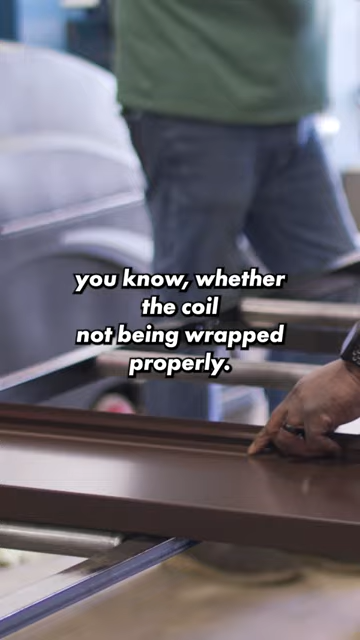 you know, whether
the coil
not being wrapped
properly.